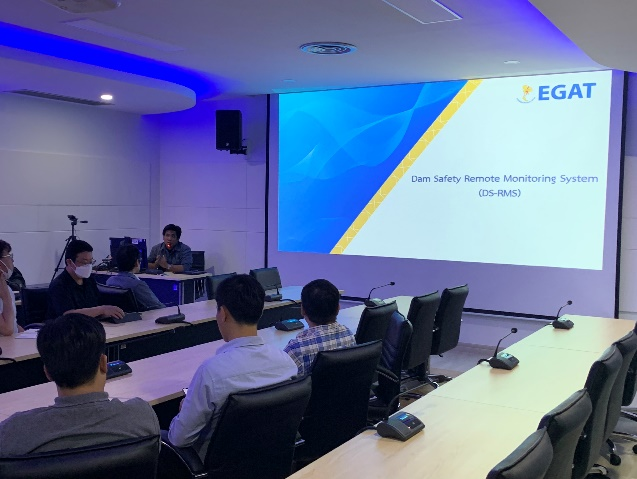 EGAT
Dam Safety Remote Monitoring System
(DS-RMS)